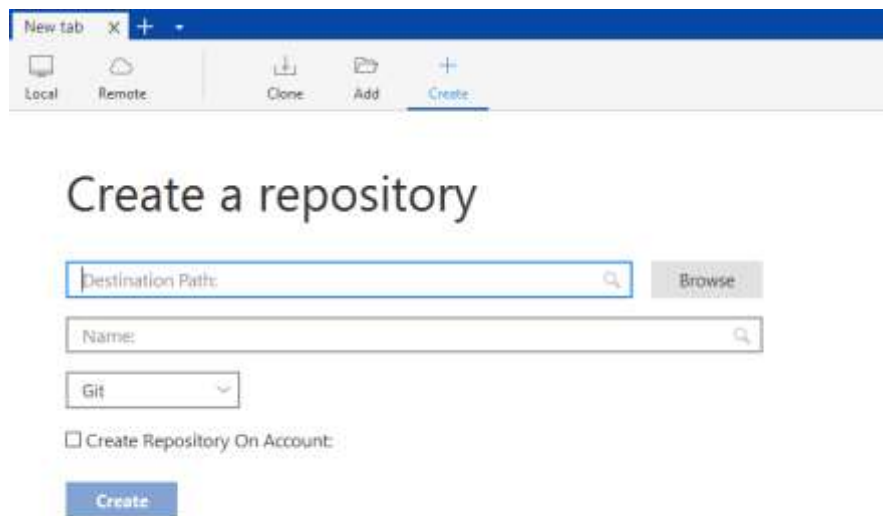 New tab
Local Remote Clone Add Create
Create a repository
Destination Path: Browse
Name:
Git
Create Repository On Account:
Create